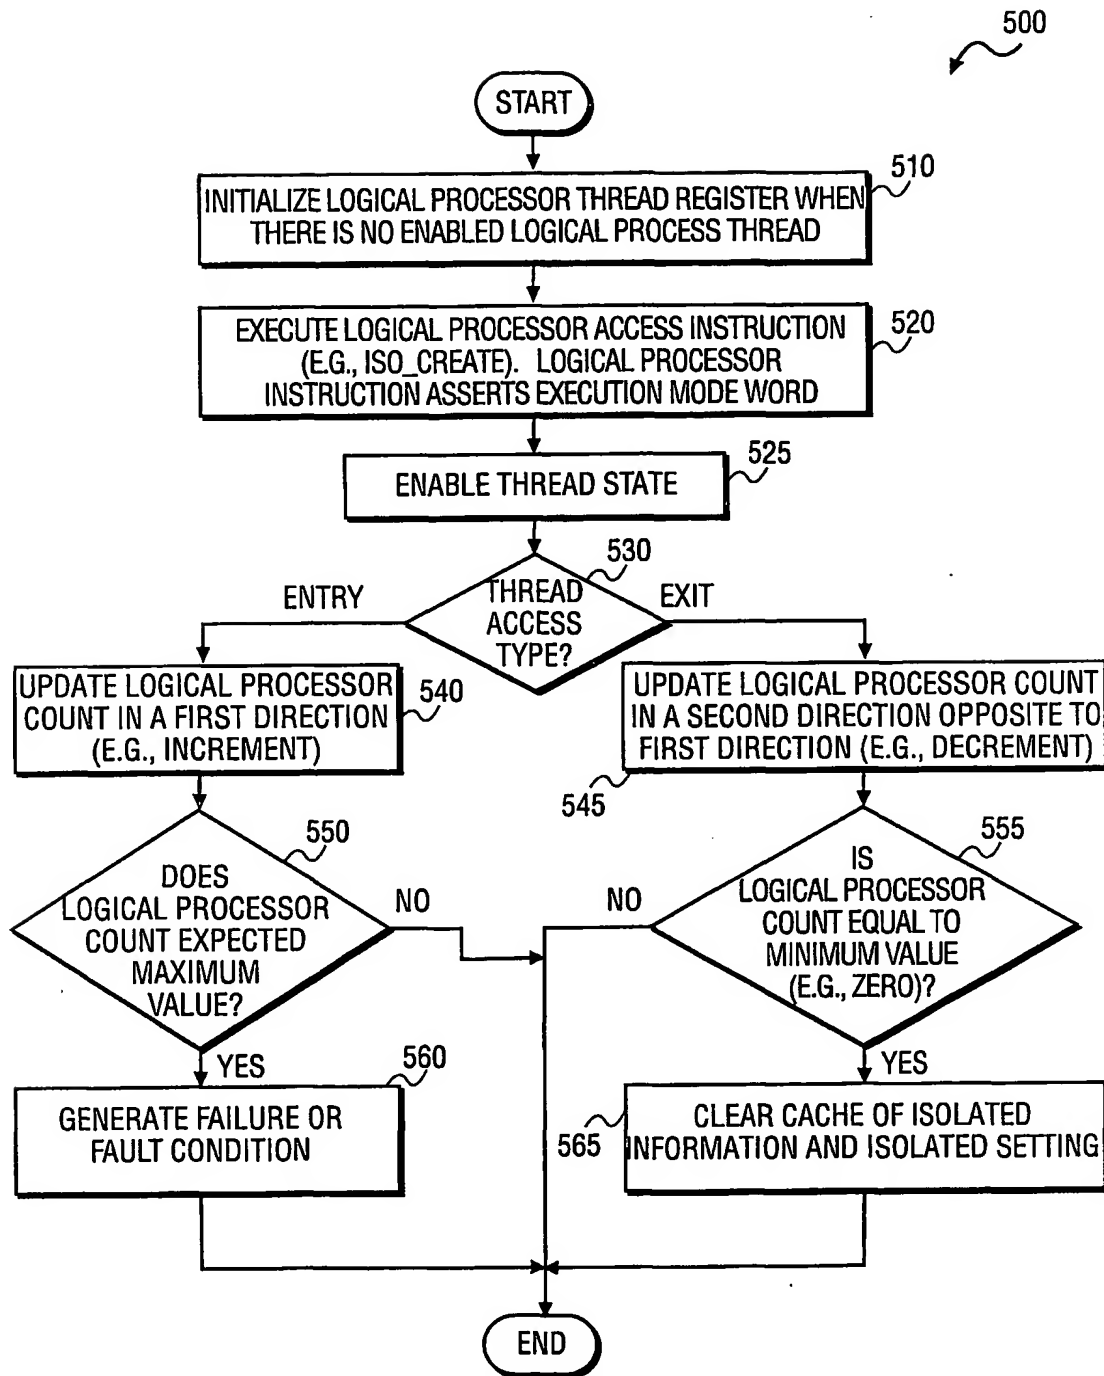 500
START
510
INITIALIZE LOGICAL PROCESSOR THREAD REGISTER WHEN
THERE IS NO ENABLED LOGICAL PROCESS THREAD
520
EXECUTE LOGICAL PROCESSOR ACCESS INSTRUCTION
(E.G., ISO_CREATE). LOGICAL PROCESSOR
INSTRUCTION ASSERTS EXECUTION MODE WORD
525
ENABLE THREAD STATE
530
THREAD
ACCESS
TYPE?
ENTRY
EXIT
UPDATE LOGICAL PROCESSOR
COUNT IN A FIRST DIRECTION
(E.G., INCREMENT)
540
UPDATE LOGICAL PROCESSOR COUNT
IN A SECOND DIRECTION OPPOSITE TO
FIRST DIRECTION (E.G., DECREMENT)
545
550
DOES
LOGICAL PROCESSOR
COUNT EXPECTED
MAXIMUM
VALUE?
NO
YES
555
IS
LOGICAL PROCESSOR
COUNT EQUAL TO
MINIMUM VALUE
(E.G., ZERO)?
NO
YES
560
GENERATE FAILURE OR
FAULT CONDITION
565
CLEAR CACHE OF ISOLATED
INFORMATION AND ISOLATED SETTING
END